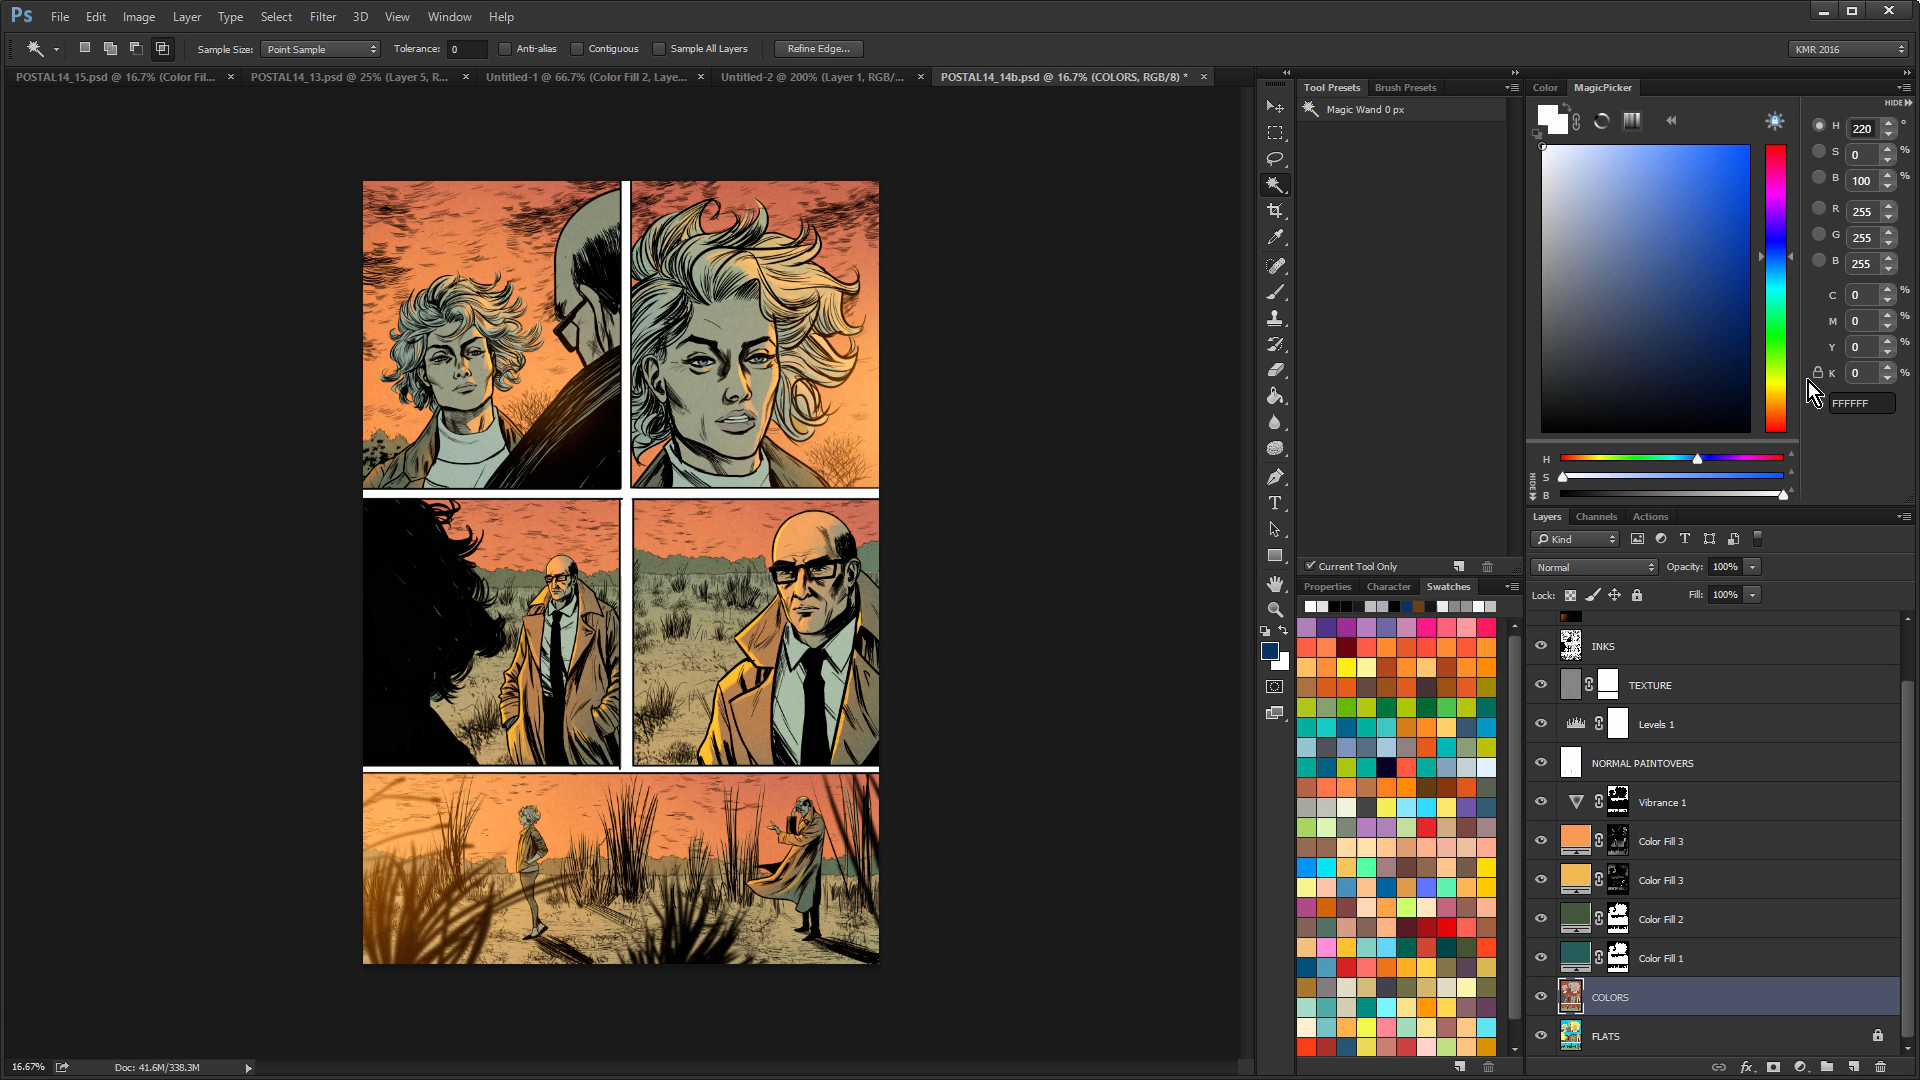 Ps File Edit Image Layer Type Select Filter 3D View Window Help
Sample Size: Point Sample Tolerance: 0 Anti-alias Contiguous Sample All Layers Refine Edge... KMR 2016
POSTAL14_15.psd @ 16.7% (Color Fil... × POSTAL14_13.psd @ 25% (Layer 5, R... × Untitled-1 @ 66.7% (Color Fill 2, Laye... × Untitled-2 @ 200% (Layer 1, RGB/... × POSTAL14_14b.psd @ 16.7% (COLORS, RGB/8) * ×
Tool Presets Brush Presets
Magic Wand 0 px
Color MagicPicker
HIDE
H 220 °
S 0 %
B 100 %
R 255
G 255
B 255
C 0 %
M 0 %
Y 0 %
K 0 %
FFFFFF
H
S
B
HIDE
Current Tool Only
Properties Character Swatches
Layers Channels Actions
Kind
Normal Opacity: 100%
Lock: Fill: 100%
INKS
TEXTURE
Levels 1
NORMAL PAINTOVERS
Vibrance 1
Color Fill 3
Color Fill 3
Color Fill 2
Color Fill 1
COLORS
FLATS
fx
16.67% Doc: 41.6M/338.3M